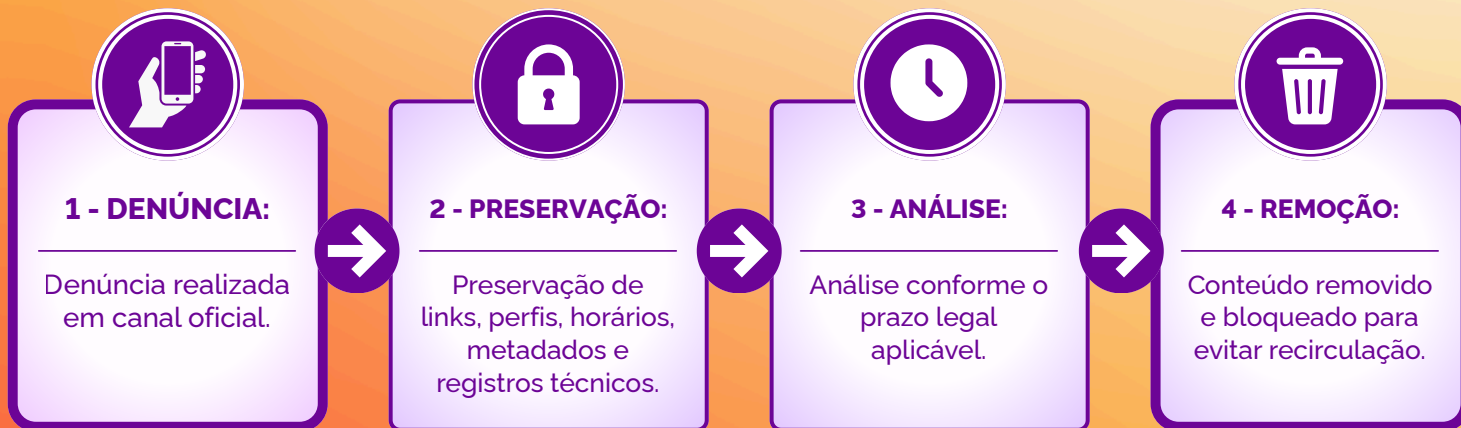 1 - DENÚNCIA:
Denúncia realizada
em canal oficial.
2 - PRESERVAÇÃO:
Preservação de
links, perfis, horários,
metadados e
registros técnicos.
3 - ANÁLISE:
Análise conforme o
prazo legal
aplicável.
4 - REMOÇÃO:
Conteúdo removido
e bloqueado para
evitar recirculação.